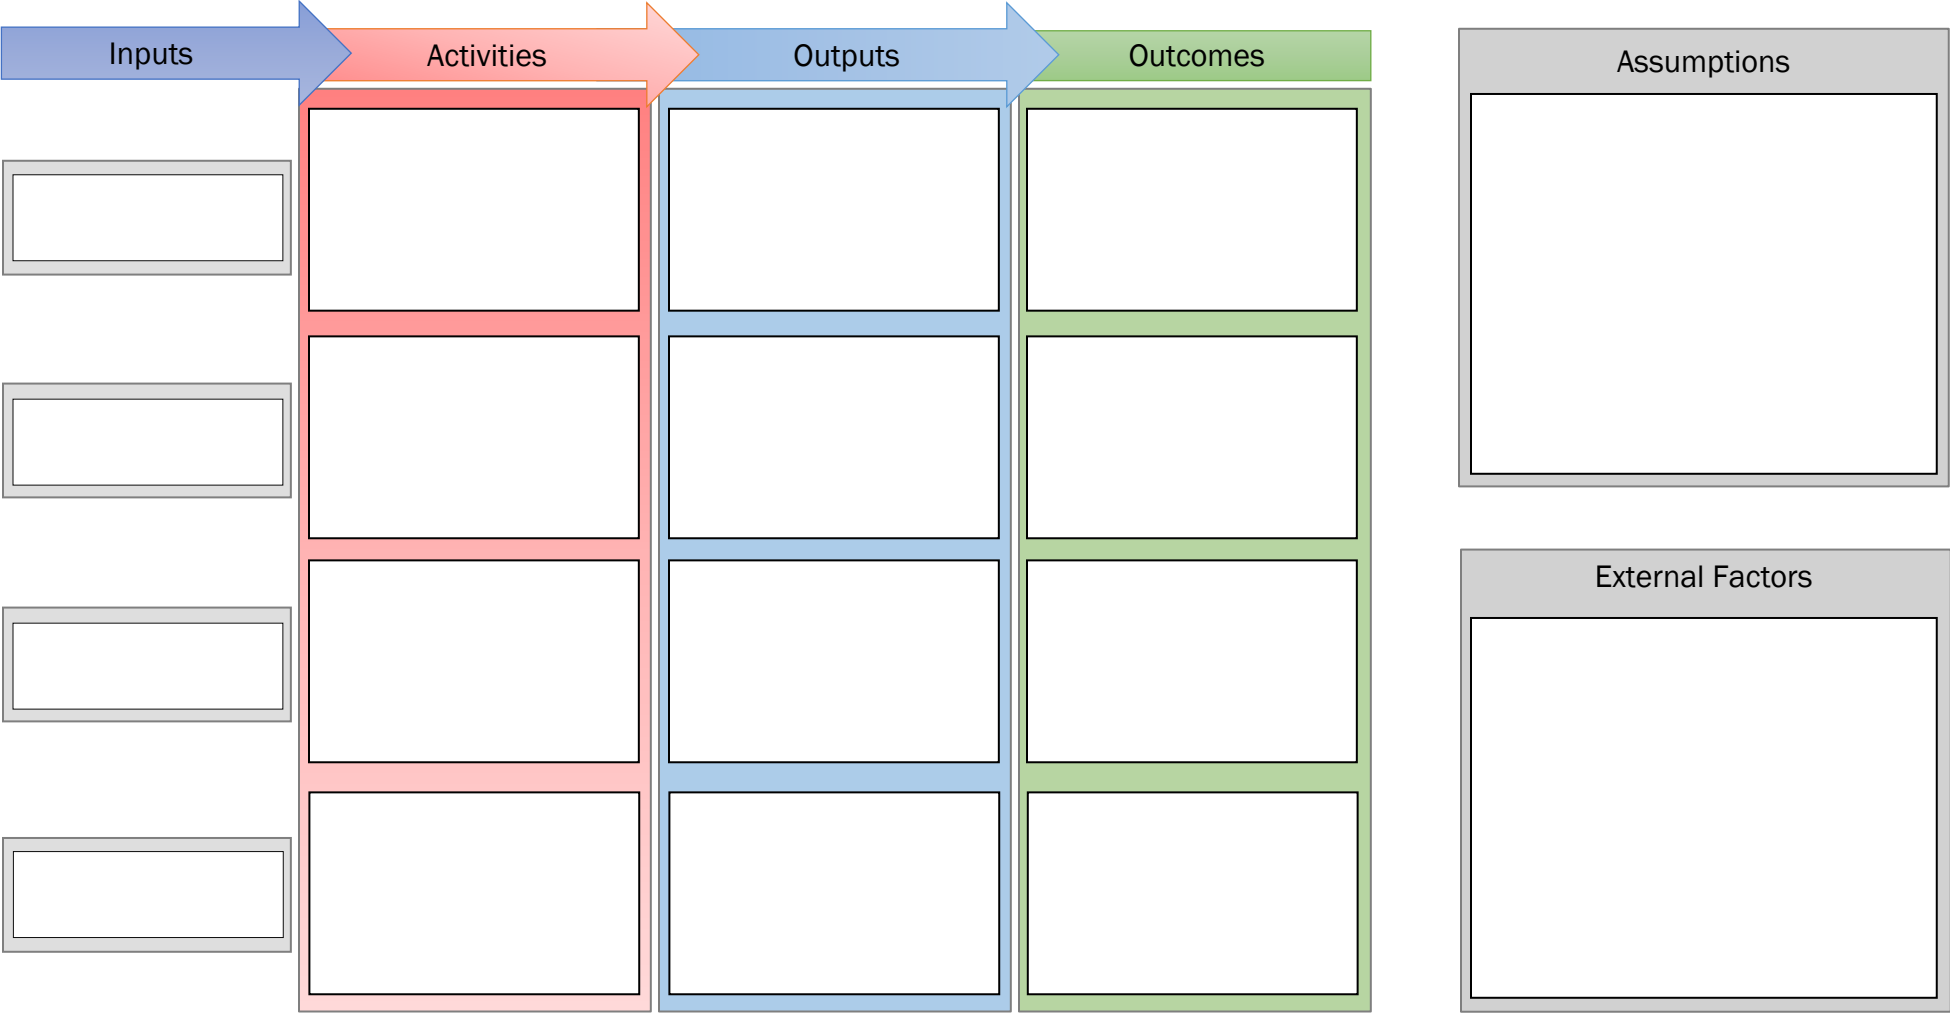 Inputs
Activities
Outputs
Outcomes
Assumptions
External Factors